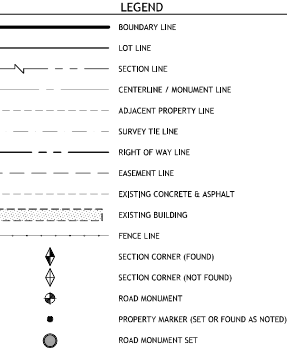 LEGEND
BOUNDARY LINE
LOT LINE
SECTION LINE
CENTERLINE / MONUMENT LINE
ADJACENT PROPERTY LINE
SURVEY TIE LINE
RIGHT OF WAY LINE
EASEMENT LINE
EXISTING CONCRETE & ASPHALT
EXISTING BUILDING
FENCE LINE
SECTION CORNER (FOUND)
SECTION CORNER (NOT FOUND)
ROAD MONUMENT
PROPERTY MARKER (SET OR FOUND AS NOTED)
ROAD MONUMENT SET